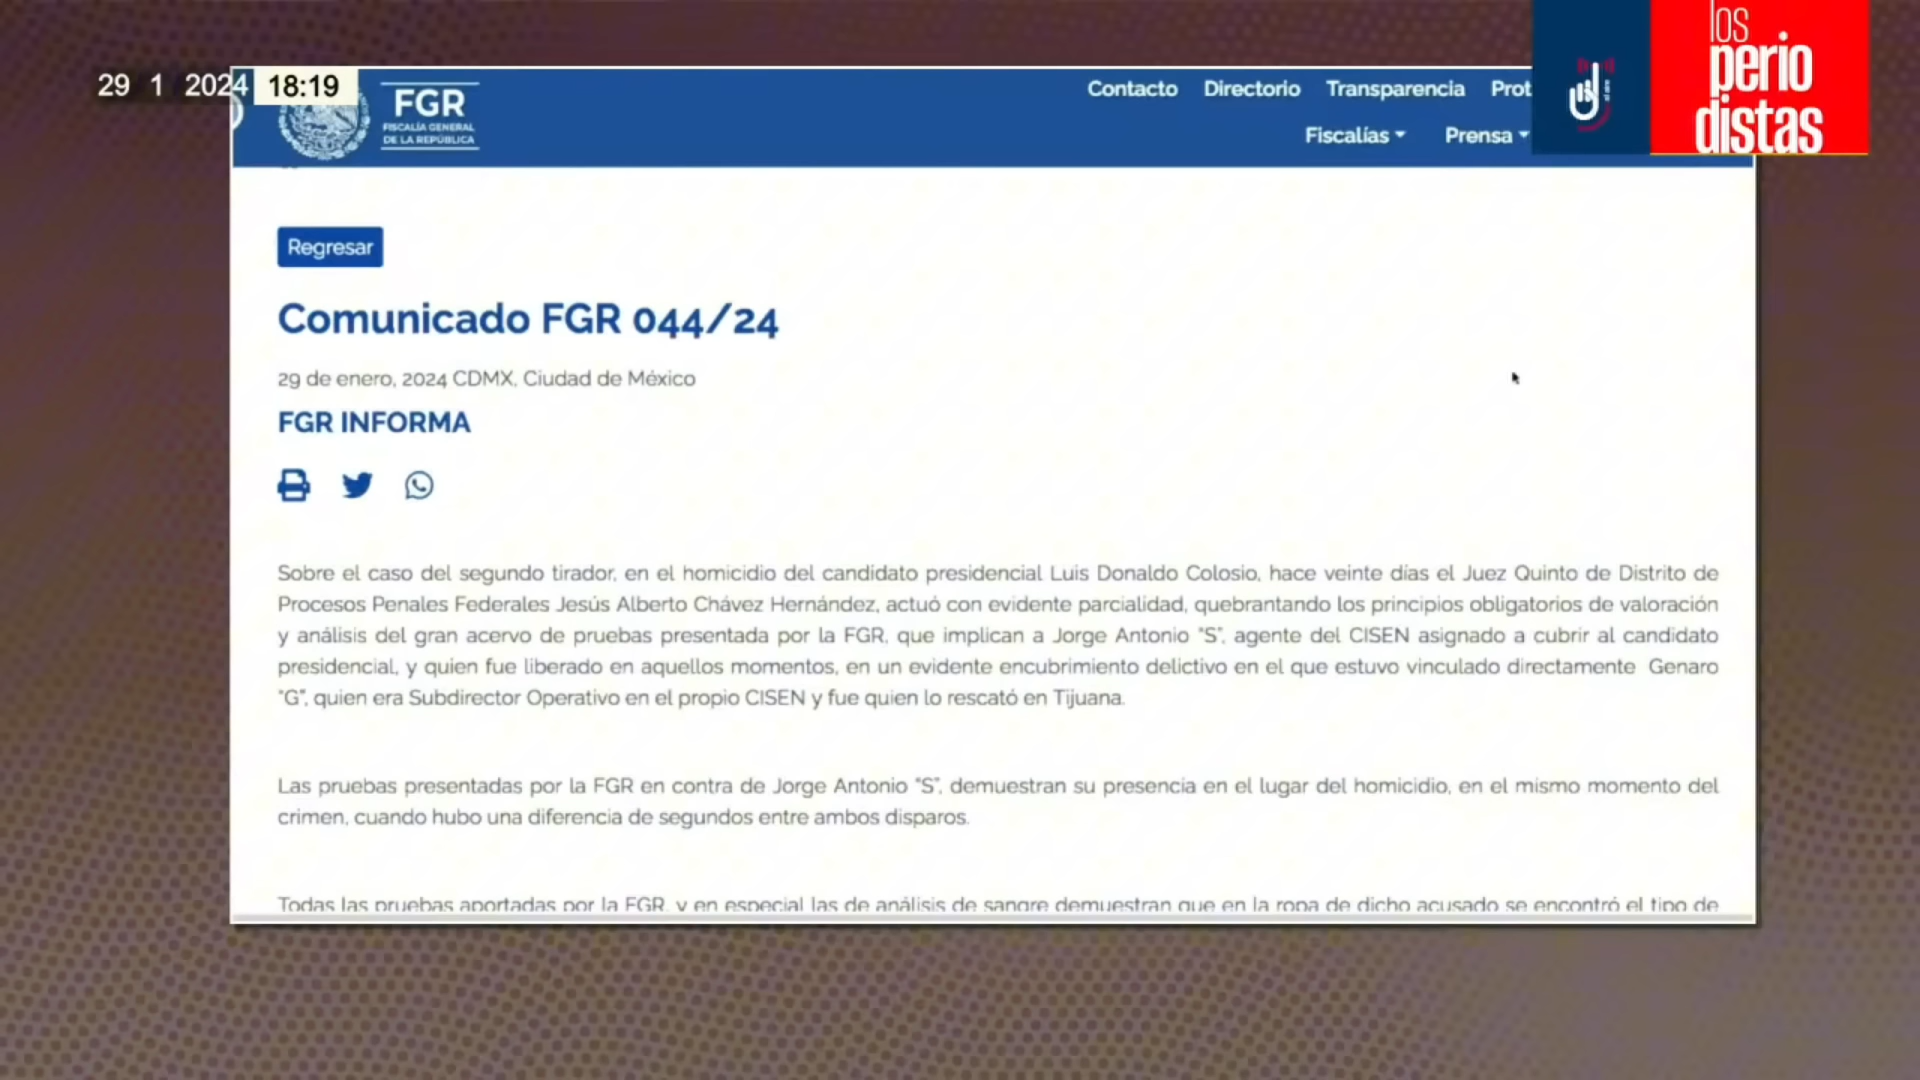 29 1 2024 18:19
FGR
FISCALÍA GENERAL
DE LA REPÚBLICA
Contacto Directorio Transparencia Prot
Fiscalías Prensa
los
perio
distas
Regresar
Comunicado FGR 044/24
29 de enero, 2024 CDMX, Ciudad de México
FGR INFORMA
Sobre el caso del segundo tirador, en el homicidio del candidato presidencial Luis Donaldo Colosio, hace veinte días el Juez Quinto de Distrito de
Procesos Penales Federales Jesús Alberto Chávez Hernández, actuó con evidente parcialidad, quebrantando los principios obligatorios de valoración
y análisis del gran acervo de pruebas presentada por la FGR, que implican a Jorge Antonio "S", agente del CISEN asignado a cubrir al candidato
presidencial, y quien fue liberado en aquellos momentos, en un evidente encubrimiento delictivo en el que estuvo vinculado directamente Genaro
"G", quien era Subdirector Operativo en el propio CISEN y fue quien lo rescató en Tijuana.
Las pruebas presentadas por la FGR en contra de Jorge Antonio "S", demuestran su presencia en el lugar del homicidio, en el mismo momento del
crimen, cuando hubo una diferencia de segundos entre ambos disparos.
Todas las pruebas aportadas por la FGR, y en especial las de análisis de sangre demuestran que en la ropa de dicho acusado se encontró el tipo de